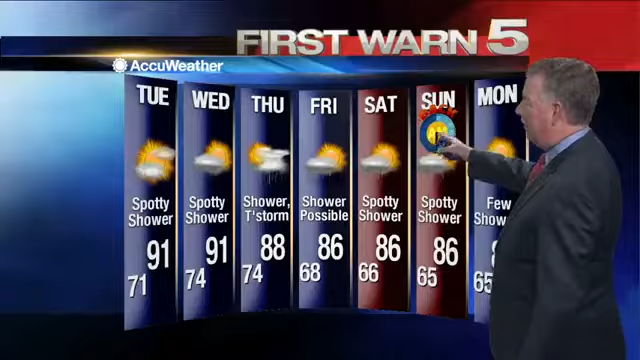 FIRST WARN 5
AccuWeather
TUE WED THU FRI SAT SUN MON
Spotty Shower
Spotty Shower
Shower, T'storm
Shower Possible
Spotty Shower
Spotty Shower
Few
91 91 88 86 86 86
71 74 74 68 66 65 65